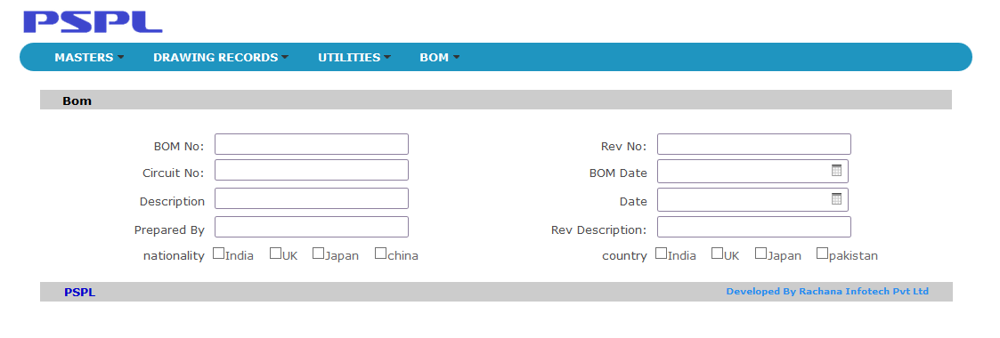 PSPL
MASTERS DRAWING RECORDS UTILITIES BOM
Bom
BOM No: Rev No:
Circuit No: BOM Date
Description Date
Prepared By Rev Description:
nationality India UK Japan china country India UK Japan pakistan
PSPL Developed By Rachana Infotech Pvt Ltd